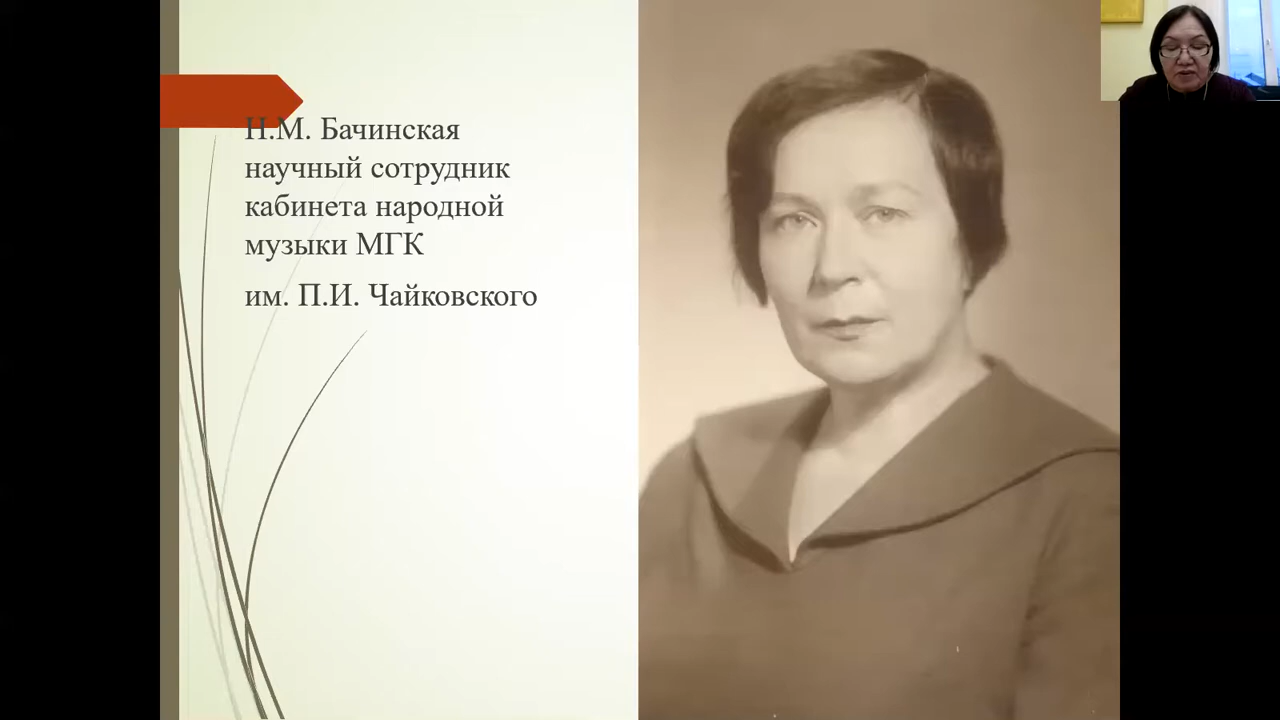 Н.М. Бачинская
научный сотрудник
кабинета народной
музыки МГК
им. П.И. Чайковского